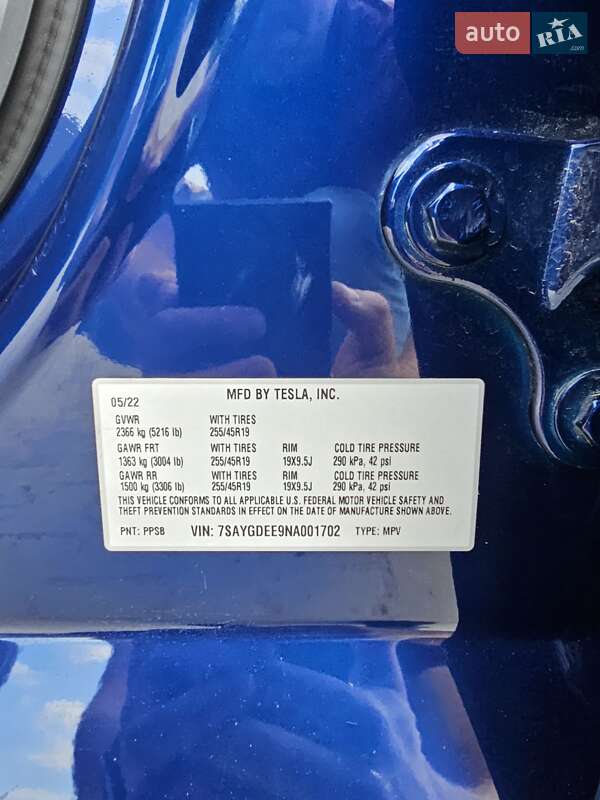 auto RIA.com
05/22 MFD BY TESLA, INC.
GVWR WITH TIRES
2366 kg (5216 lb) 255/45R19
GAWR FRT WITH TIRES RIM COLD TIRE PRESSURE
1363 kg (3004 lb) 255/45R19 19X9.5J 290 kPa, 42 psi
GAWR RR WITH TIRES RIM COLD TIRE PRESSURE
1500 kg (3306 lb) 255/45R19 19X9.5J 290 kPa, 42 psi
THIS VEHICLE CONFORMS TO ALL APPLICABLE U.S. FEDERAL MOTOR VEHICLE SAFETY AND
THEFT PREVENTION STANDARDS IN EFFECT ON THE DATE OF MANUFACTURE SHOWN ABOVE.
PNT: PPSB VIN: 7SAYGDEE9NA001702 TYPE: MPV